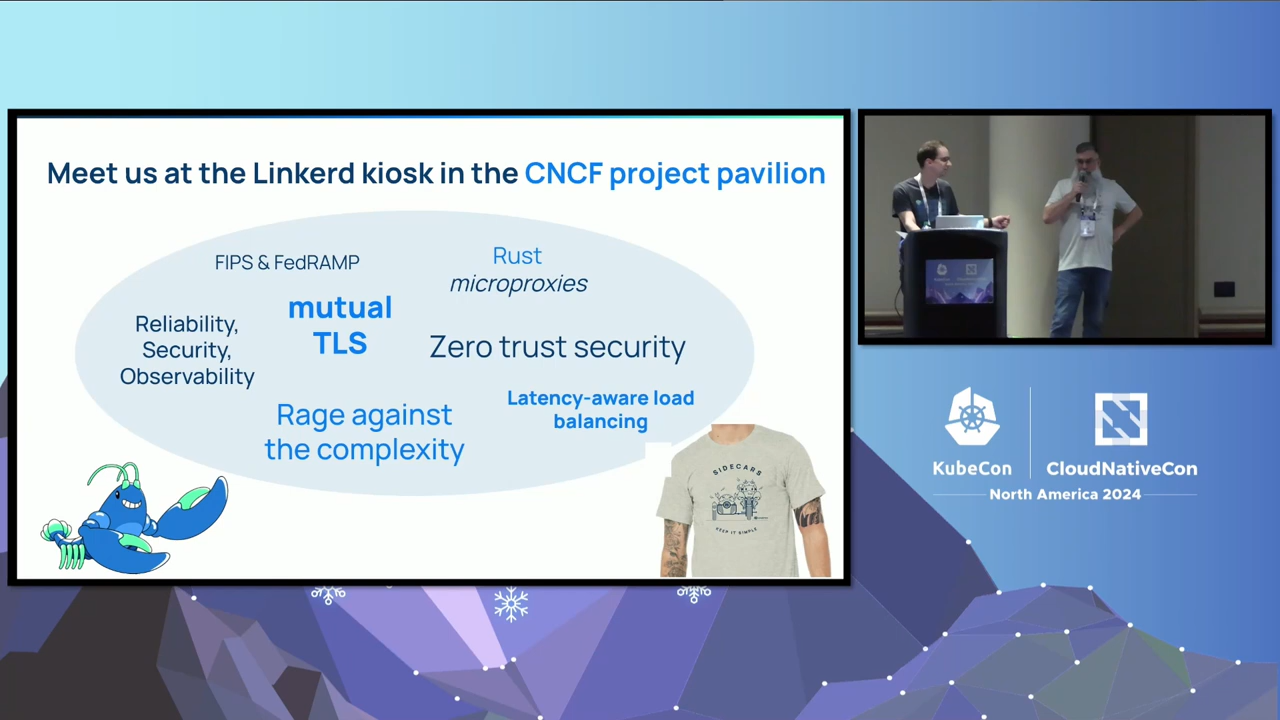 Meet us at the Linkerd kiosk in the CNCF project pavilion
FIPS & FedRAMP
Rust
microproxies
mutual
TLS
Reliability,
Security,
Observability
Zero trust security
Latency-aware load
balancing
Rage against
the complexity
SIDECARS
KEEP IT SIMPLE
KubeCon
CloudNativeCon
North America 2024